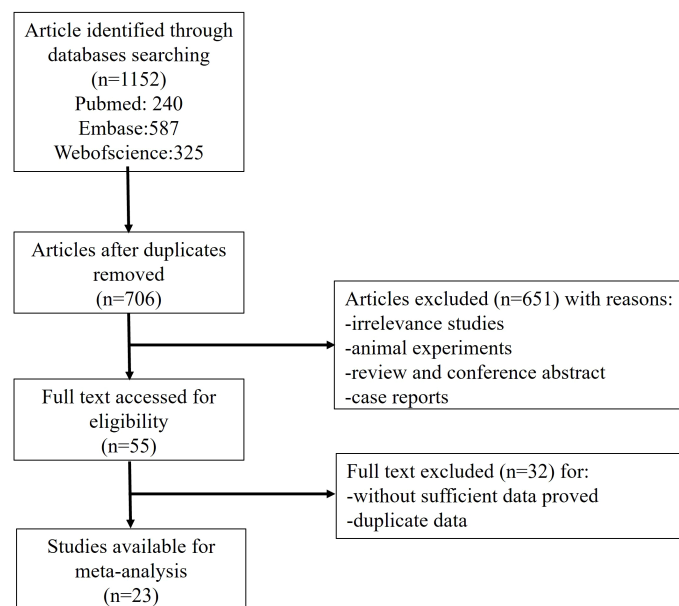 Article identified through
databases searching
(n=1152)
Pubmed: 240
Embase:587
Webofscience:325
Articles after duplicates
removed
(n=706)
Articles excluded (n=651) with reasons:
-irrelevance studies
-animal experiments
-review and conference abstract
-case reports
Full text accessed for
eligibility
(n=55)
Full text excluded (n=32) for:
-without sufficient data proved
-duplicate data
Studies available for
meta-analysis
(n=23)